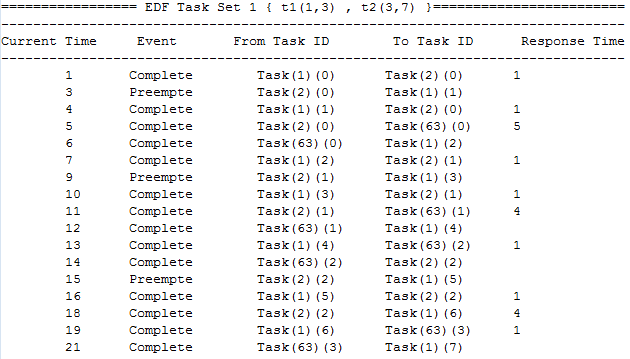 ================= EDF Task Set 1 { t1(1,3) , t2(3,7) }========================
------------------------------------------------------------------------------
Current Time     Event       From Task ID       To Task ID      Response Time
------------------------------------------------------------------------------
        1       Complete        Task(1)(0)      Task(2)(0)      1
        3       Preempte        Task(2)(0)      Task(1)(1)
        4       Complete        Task(1)(1)      Task(2)(0)      1
        5       Complete        Task(2)(0)      Task(63)(0)     5
        6       Complete        Task(63)(0)     Task(1)(2)
        7       Complete        Task(1)(2)      Task(2)(1)      1
        9       Preempte        Task(2)(1)      Task(1)(3)
        10      Complete        Task(1)(3)      Task(2)(1)      1
        11      Complete        Task(2)(1)      Task(63)(1)     4
        12      Complete        Task(63)(1)     Task(1)(4)
        13      Complete        Task(1)(4)      Task(63)(2)     1
        14      Complete        Task(63)(2)     Task(2)(2)
        15      Preempte        Task(2)(2)      Task(1)(5)
        16      Complete        Task(1)(5)      Task(2)(2)      1
        18      Complete        Task(2)(2)      Task(1)(6)      4
        19      Complete        Task(1)(6)      Task(63)(3)     1
        21      Complete        Task(63)(3)     Task(1)(7)